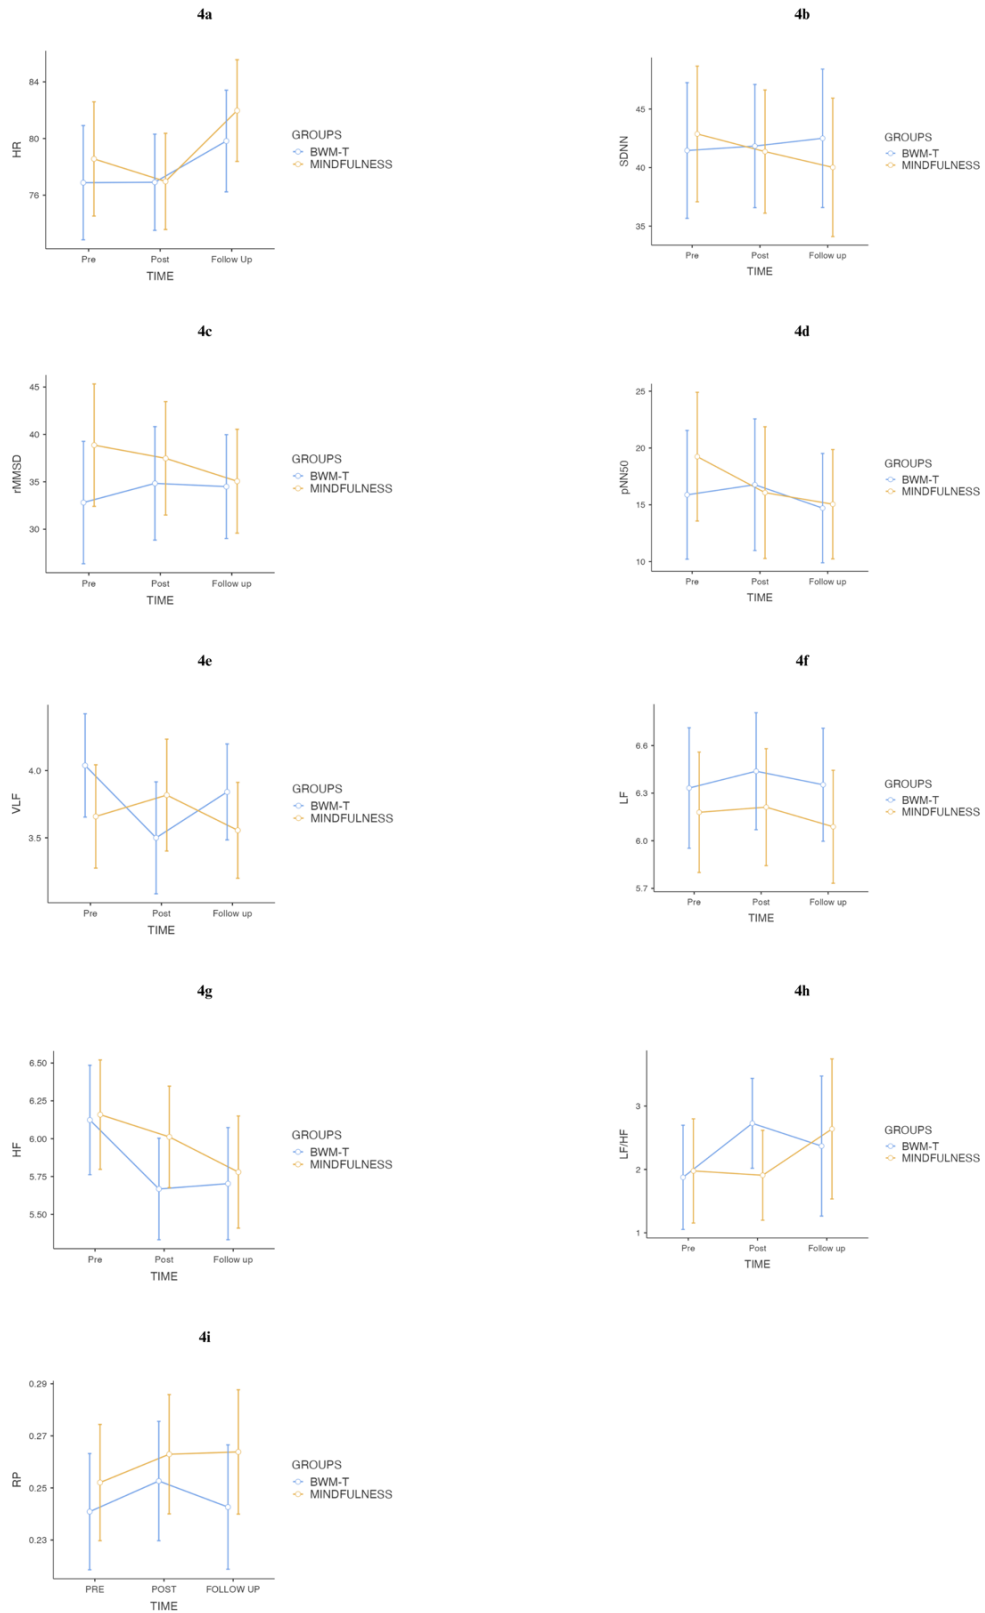 4a
84
80
76
HR
Pre
Post
Follow Up
TIME
GROUPS
BWM-T
MINDFULNESS
4b
45
40
35
SDNN
Pre
Post
Follow up
TIME
GROUPS
BWM-T
MINDFULNESS
4c
45
40
35
30
rMMSD
Pre
Post
Follow up
TIME
GROUPS
BWM-T
MINDFULNESS
4d
25
20
15
10
pNN50
Pre
Post
Follow up
TIME
GROUPS
BWM-T
MINDFULNESS
4e
4.0
3.5
VLF
Pre
Post
Follow up
TIME
GROUPS
BWM-T
MINDFULNESS
4f
6.6
6.3
6.0
5.7
LF
Pre
Post
Follow up
TIME
GROUPS
BWM-T
MINDFULNESS
4g
6.50
6.25
6.00
5.75
5.50
HF
Pre
Post
Follow up
TIME
GROUPS
BWM-T
MINDFULNESS
4h
3
2
1
LF/HF
Pre
Post
Follow up
TIME
GROUPS
BWM-T
MINDFULNESS
4i
0.29
0.27
0.25
0.23
RP
PRE
POST
FOLLOW UP
TIME
GROUPS
BWM-T
MINDFULNESS